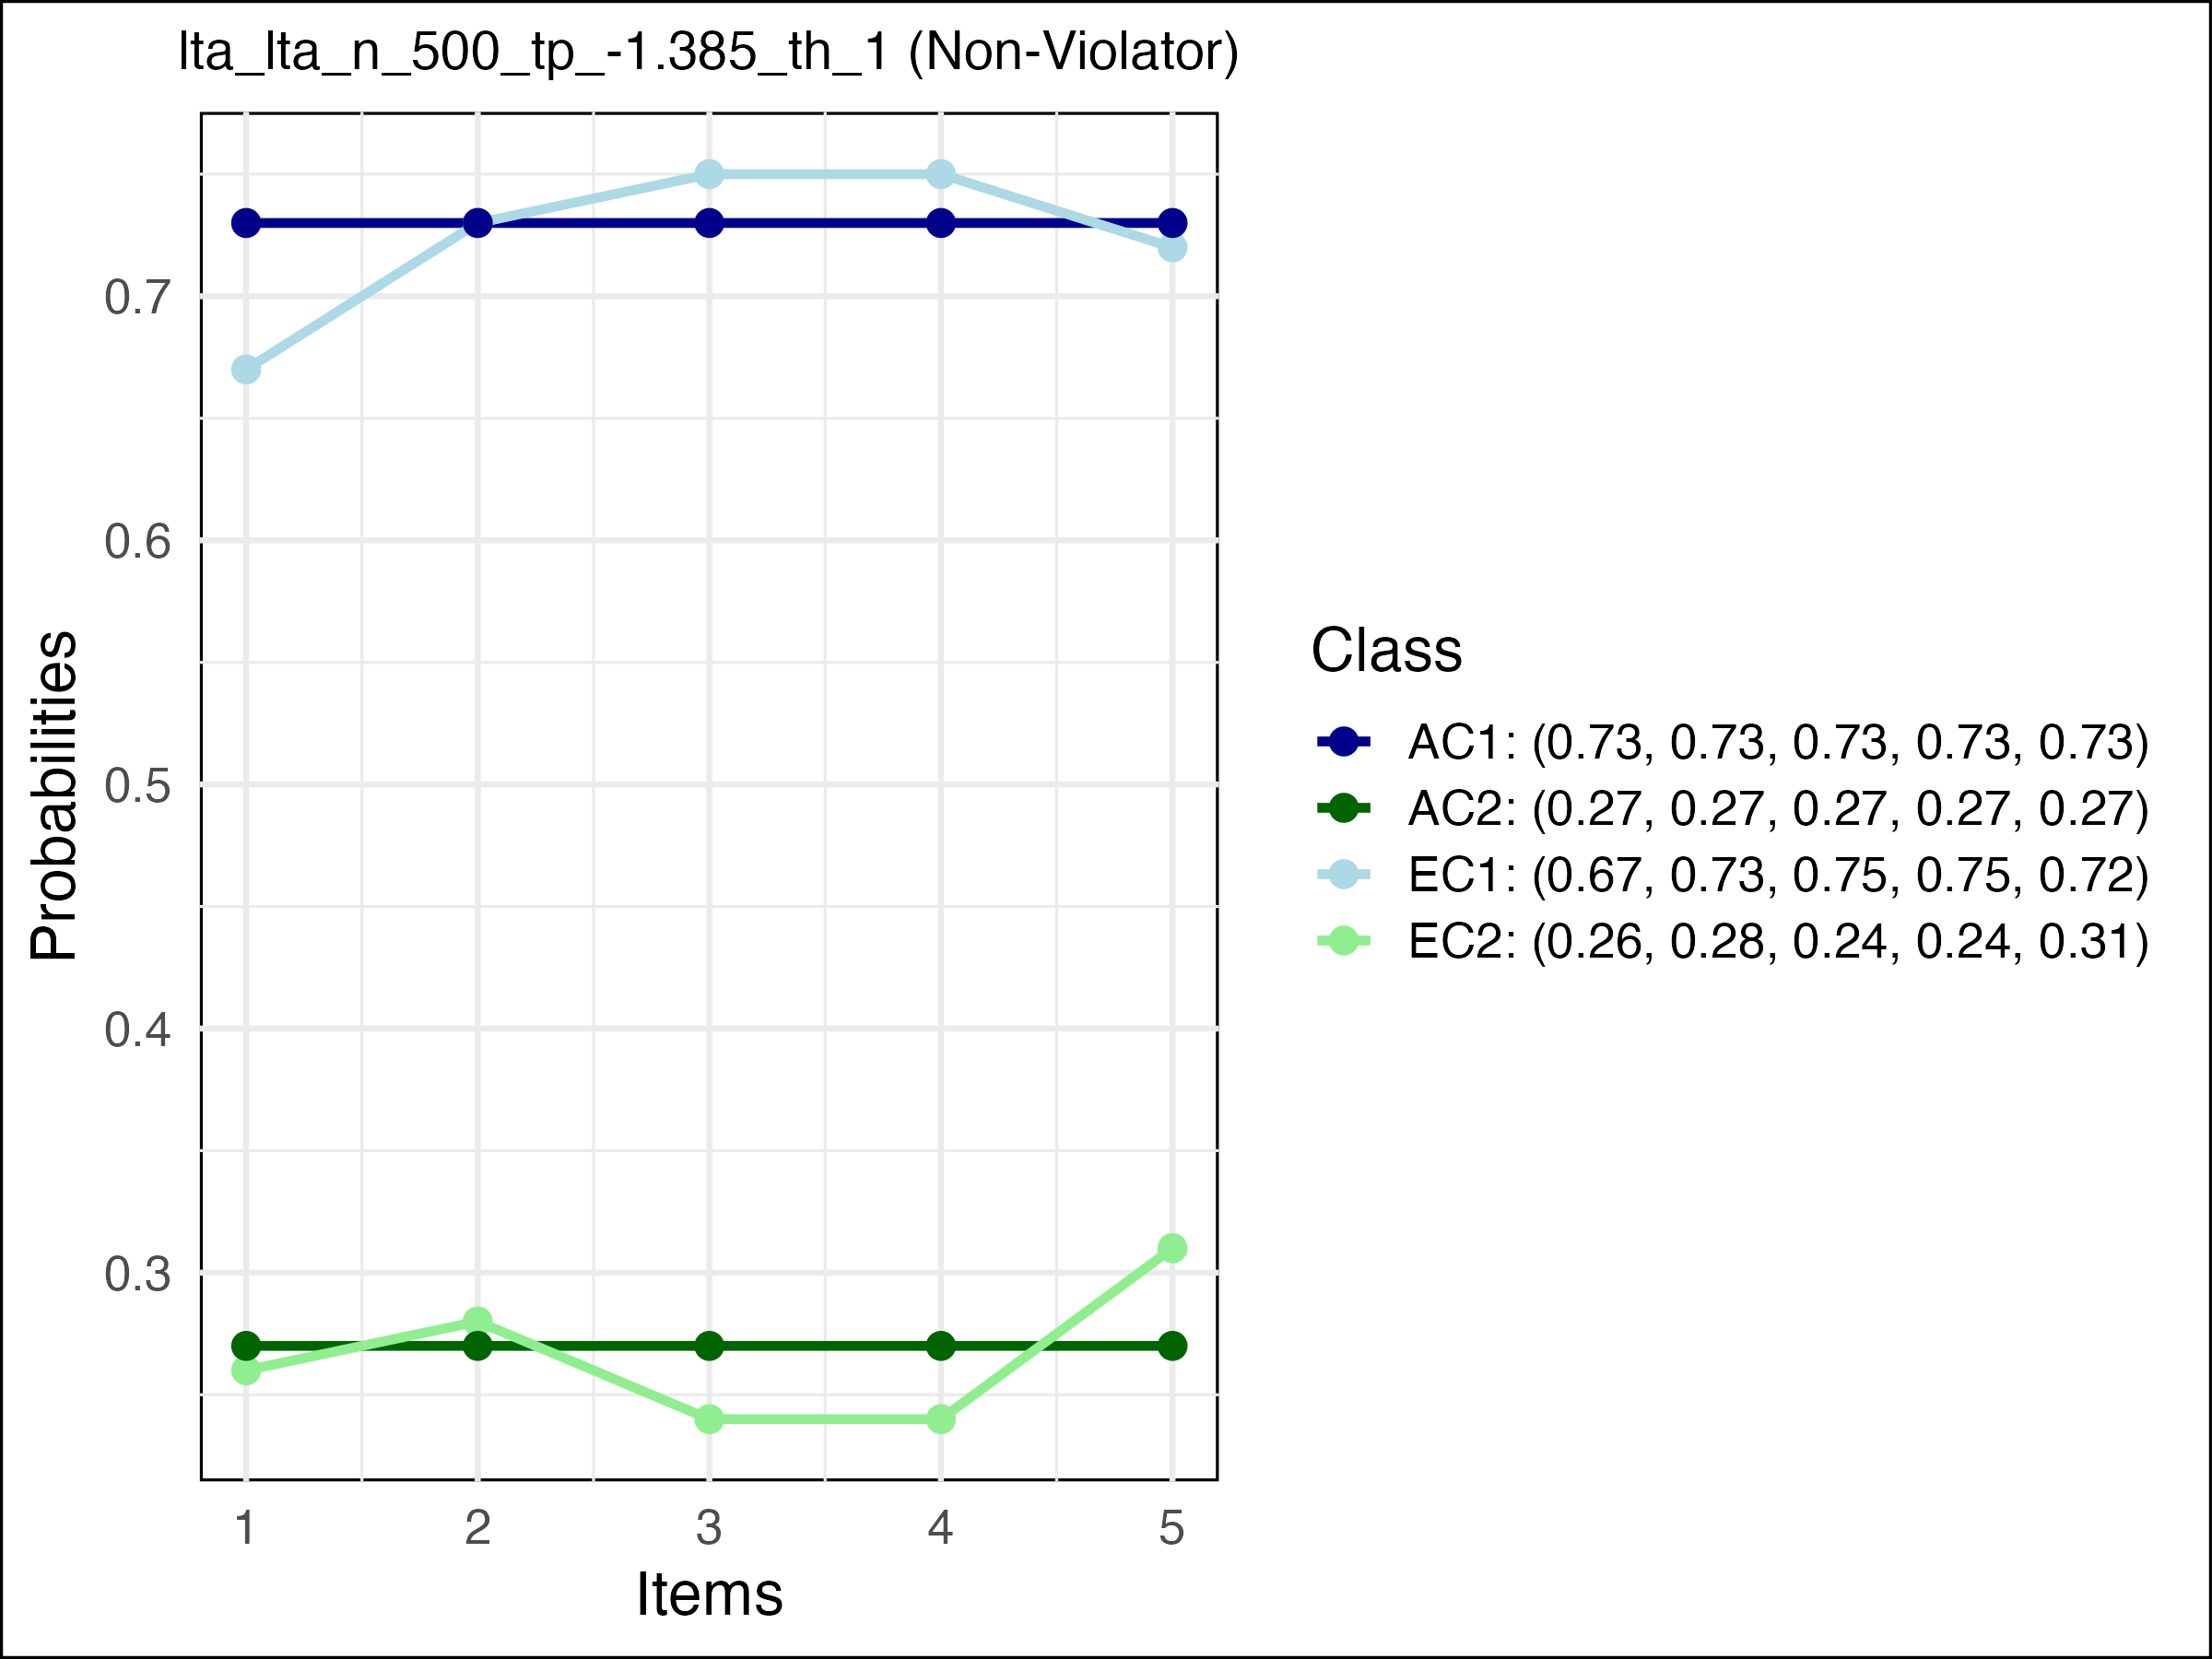 lta_lta_n_500_tp_-1.385_th_1 (Non-Violator)
Probabilities
0.7
0.6
0.5
0.4
0.3
1 2 3 4 5
Items
Class
AC1: (0.73, 0.73, 0.73, 0.73, 0.73)
AC2: (0.27, 0.27, 0.27, 0.27, 0.27)
EC1: (0.67, 0.73, 0.75, 0.75, 0.72)
EC2: (0.26, 0.28, 0.24, 0.24, 0.31)